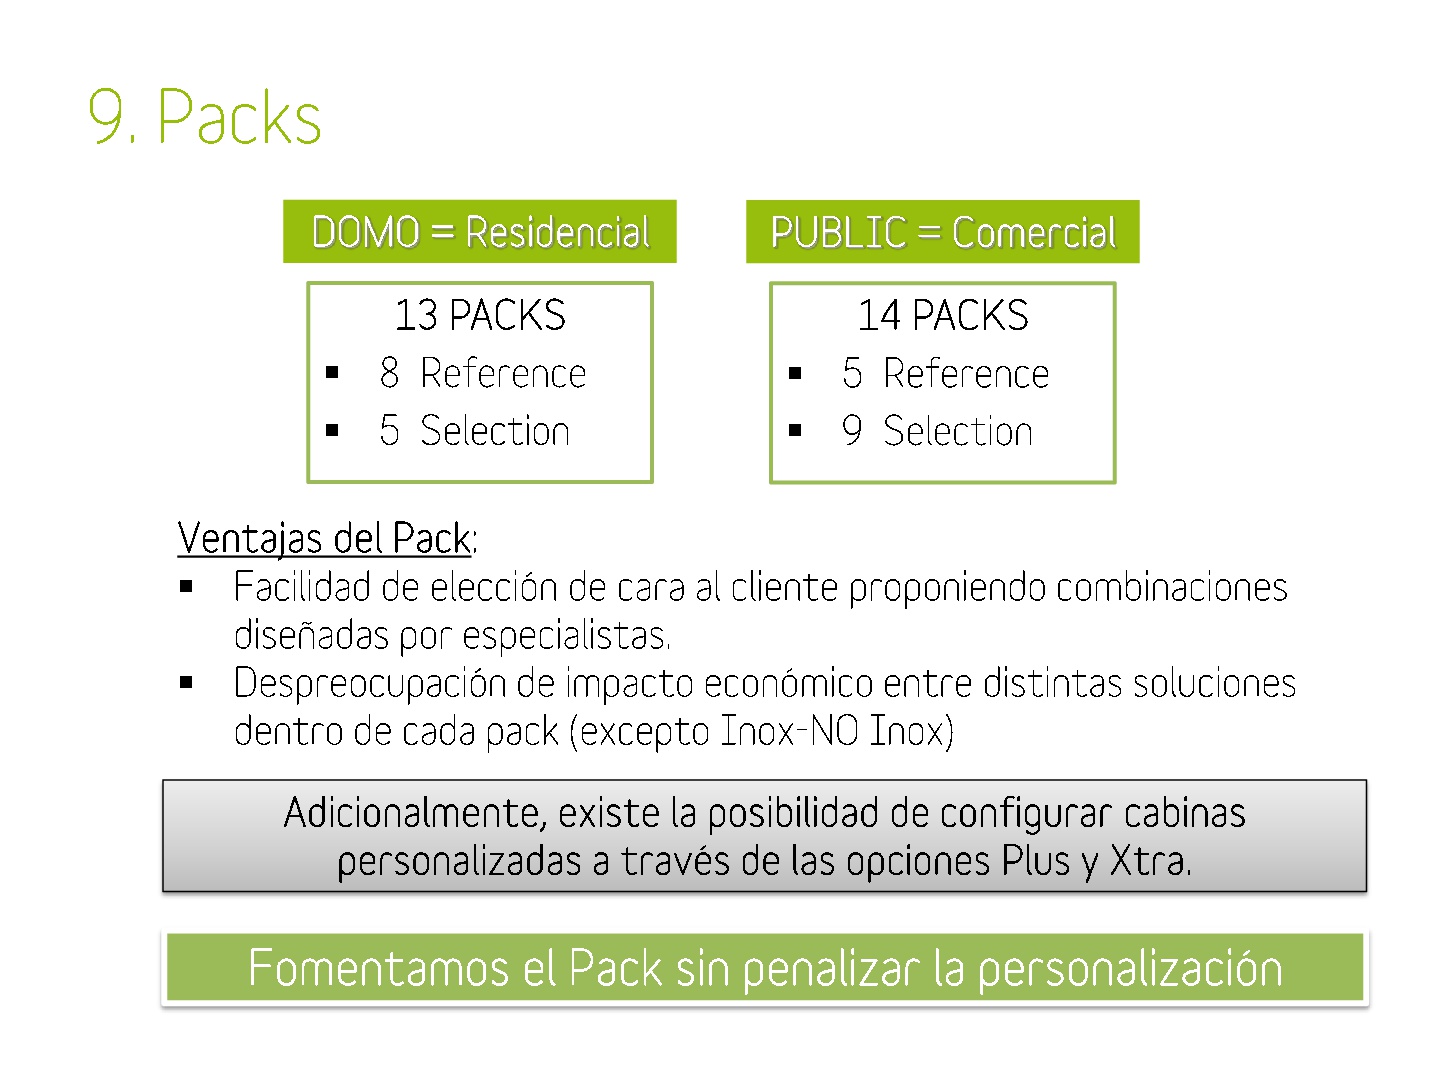 9. Packs
DOMO = Residencial
PUBLIC = Comercial
13 PACKS
▪ 8 Reference
▪ 5 Selection
14 PACKS
▪ 5 Reference
▪ 9 Selection
Ventajas del Pack:
▪ Facilidad de elección de cara al cliente proponiendo combinaciones
diseñadas por especialistas.
▪ Despreocupación de impacto económico entre distintas soluciones
dentro de cada pack (excepto Inox-NO Inox)
Adicionalmente, existe la posibilidad de configurar cabinas
personalizadas a través de las opciones Plus y Xtra.
Fomentamos el Pack sin penalizar la personalización